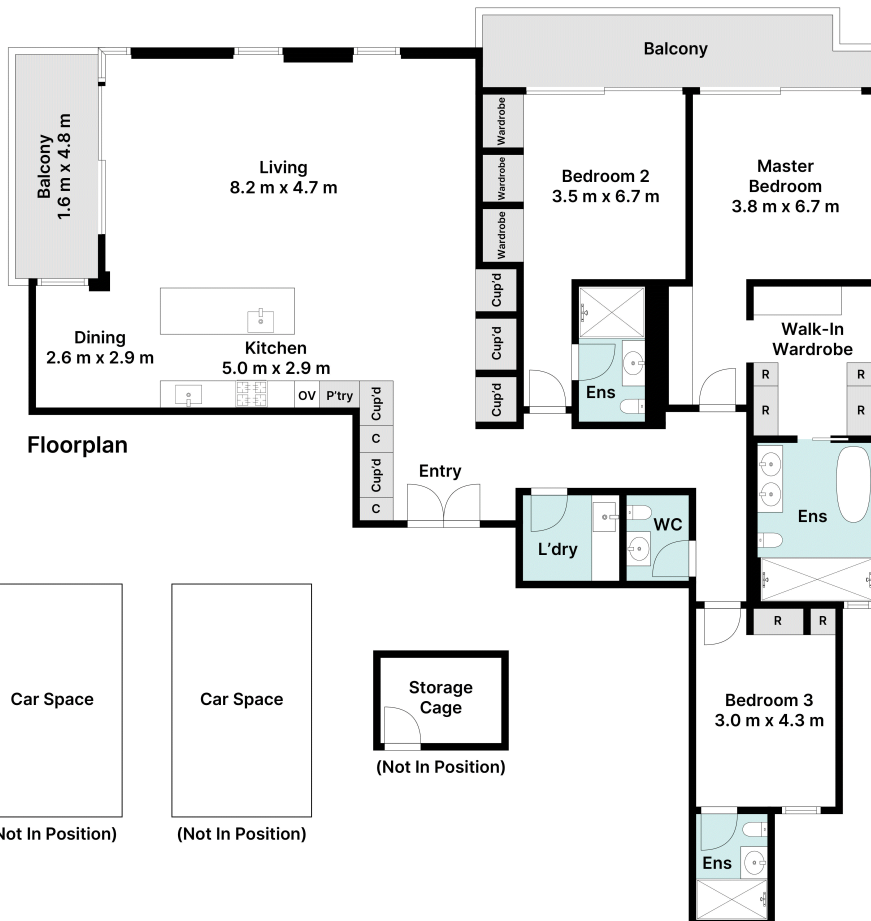 Balcony
Balcony
1.6 m x 4.8 m
Living
8.2 m x 4.7 m
Wardrobe
Wardrobe
Wardrobe
Bedroom 2
3.5 m x 6.7 m
Master
Bedroom
3.8 m x 6.7 m
Cup'd
Cup'd
Cup'd
Dining
2.6 m x 2.9 m
Kitchen
5.0 m x 2.9 m
OV
P'try
Cup'd
C
Cup'd
C
Ens
Walk-In
Wardrobe
R
R
R
R
Floorplan
Entry
L'dry
WC
Ens
R
R
Car Space
Car Space
Storage
Cage
(Not In Position)
Bedroom 3
3.0 m x 4.3 m
Not In Position)
(Not In Position)
Ens